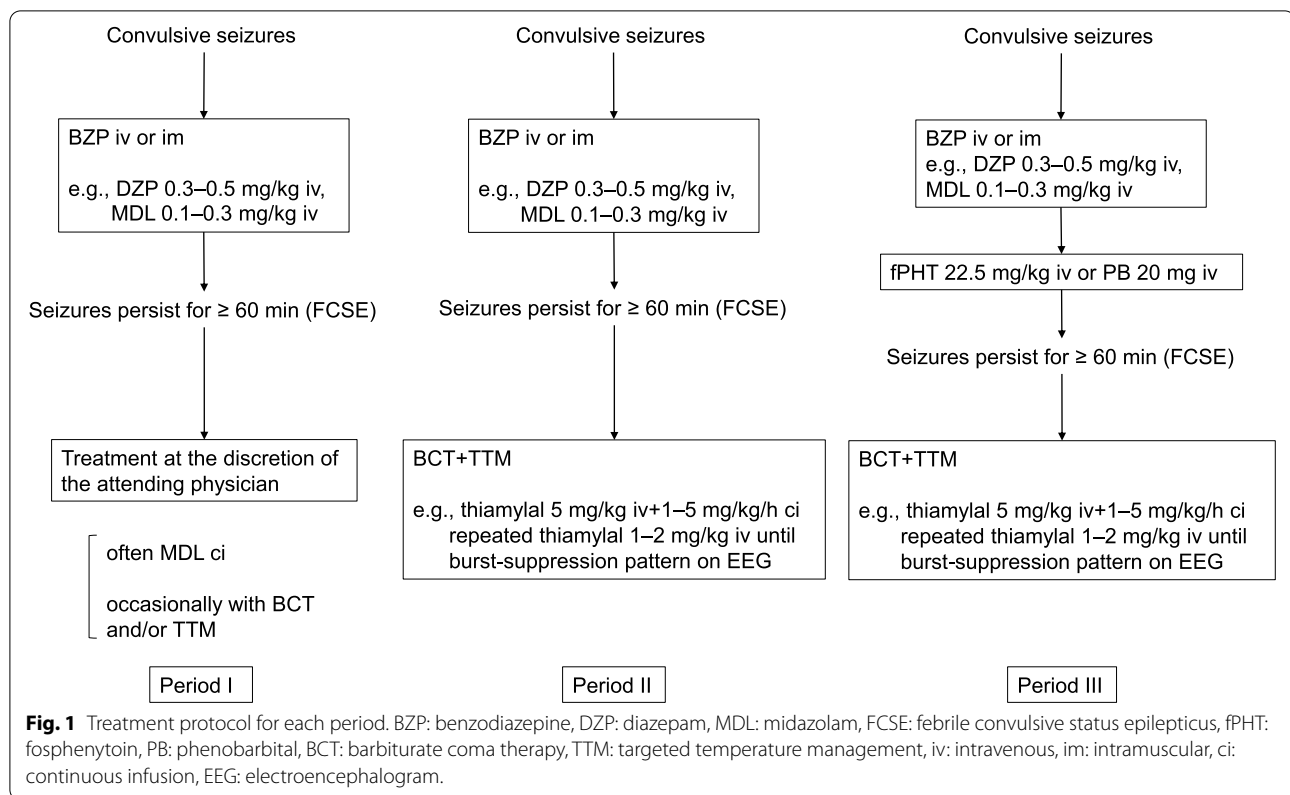 Convulsive seizures
BZP iv or im
e.g., DZP 0.3–0.5 mg/kg iv,
MDL 0.1–0.3 mg/kg iv
Seizures persist for ≥ 60 min (FCSE)
Treatment at the discretion of
the attending physician
often MDL ci
occasionally with BCT
and/or TTM
Period I
Convulsive seizures
BZP iv or im
e.g., DZP 0.3–0.5 mg/kg iv,
MDL 0.1–0.3 mg/kg iv
Seizures persist for ≥ 60 min (FCSE)
BCT+TTM
e.g., thiamylal 5 mg/kg iv+1–5 mg/kg/h ci
repeated thiamylal 1–2 mg/kg iv until
burst-suppression pattern on EEG
Period II
Convulsive seizures
BZP iv or im
e.g., DZP 0.3–0.5 mg/kg iv,
MDL 0.1–0.3 mg/kg iv
fPHT 22.5 mg/kg iv or PB 20 mg iv
Seizures persist for ≥ 60 min (FCSE)
BCT+TTM
e.g., thiamylal 5 mg/kg iv+1–5 mg/kg/h ci
repeated thiamylal 1–2 mg/kg iv until
burst-suppression pattern on EEG
Period III
Fig. 1 Treatment protocol for each period. BZP: benzodiazepine, DZP: diazepam, MDL: midazolam, FCSE: febrile convulsive status epilepticus, fPHT:
fosphenytoin, PB: phenobarbital, BCT: barbiturate coma therapy, TTM: targeted temperature management, iv: intravenous, im: intramuscular, ci:
continuous infusion, EEG: electroencephalogram.